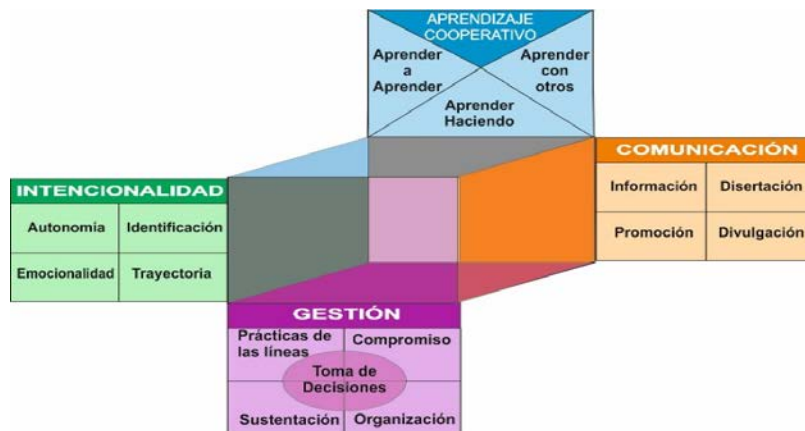 APRENDIZAJE
COOPERATIVO
Aprender
a
Aprender
Aprender
con
otros
Aprender
Haciendo
INTENCIONALIDAD
Autonomía
Identificación
Emocionalidad
Trayectoria
COMUNICACIÓN
Información
Disertación
Promoción
Divulgación
GESTIÓN
Prácticas de
las líneas
Compromiso
Toma de
Decisiones
Sustentación
Organización